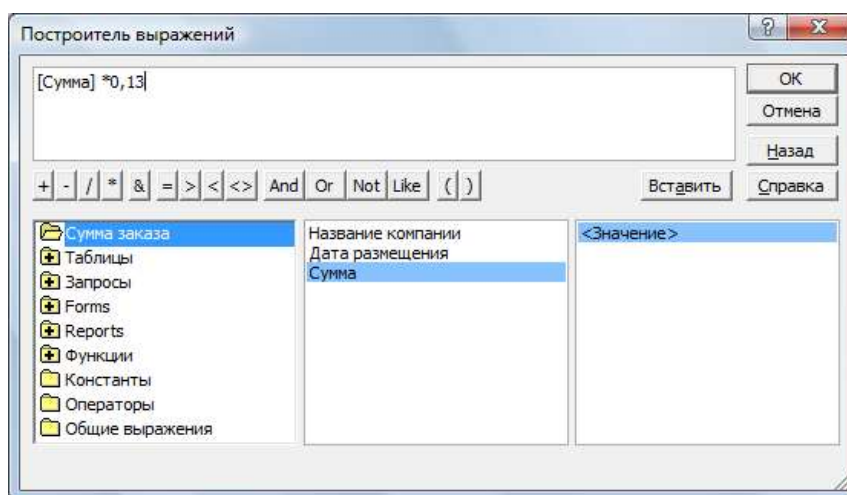 Построитель выражений
[Сумма] *0,13
OK
Отмена
Назад
+ - / * & = > < <> And Or Not Like ( ) Вставить Справка
Сумма заказа
Таблицы
Запросы
Forms
Reports
Функции
Константы
Операторы
Общие выражения
Название компании
Дата размещения
Сумма
<Значение>